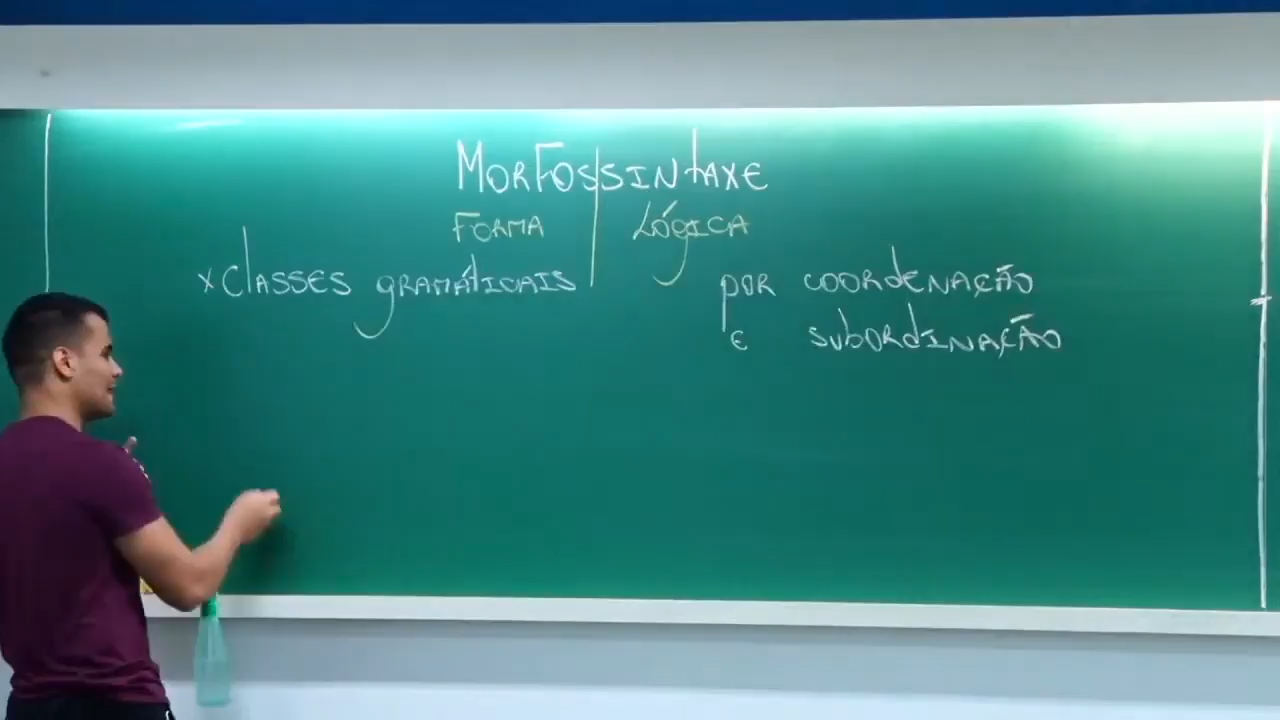 MorFossintaxe
Forma Lógica
x Classes gramáticais
por coordenação
e subordinação